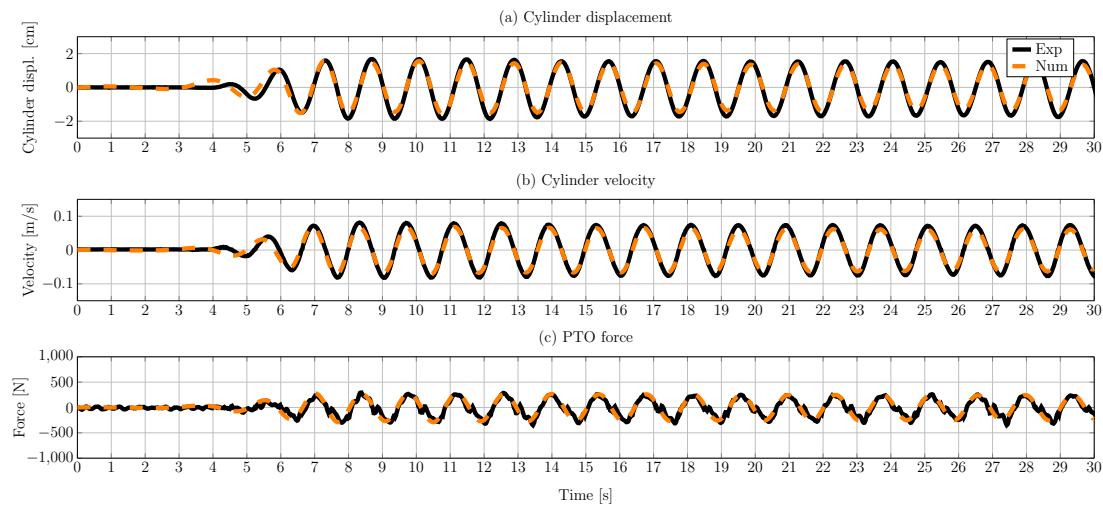 (a) Cylinder displacement
Cylinder displ. [cm]
2
0
−2
Exp
Num
0 1 2 3 4 5 6 7 8 9 10 11 12 13 14 15 16 17 18 19 20 21 22 23 24 25 26 27 28 29 30
(b) Cylinder velocity
Velocity [m/s]
0.1
0
−0.1
0 1 2 3 4 5 6 7 8 9 10 11 12 13 14 15 16 17 18 19 20 21 22 23 24 25 26 27 28 29 30
(c) PTO force
Force [N]
1,000
500
0
−500
−1,000
0 1 2 3 4 5 6 7 8 9 10 11 12 13 14 15 16 17 18 19 20 21 22 23 24 25 26 27 28 29 30
Time [s]